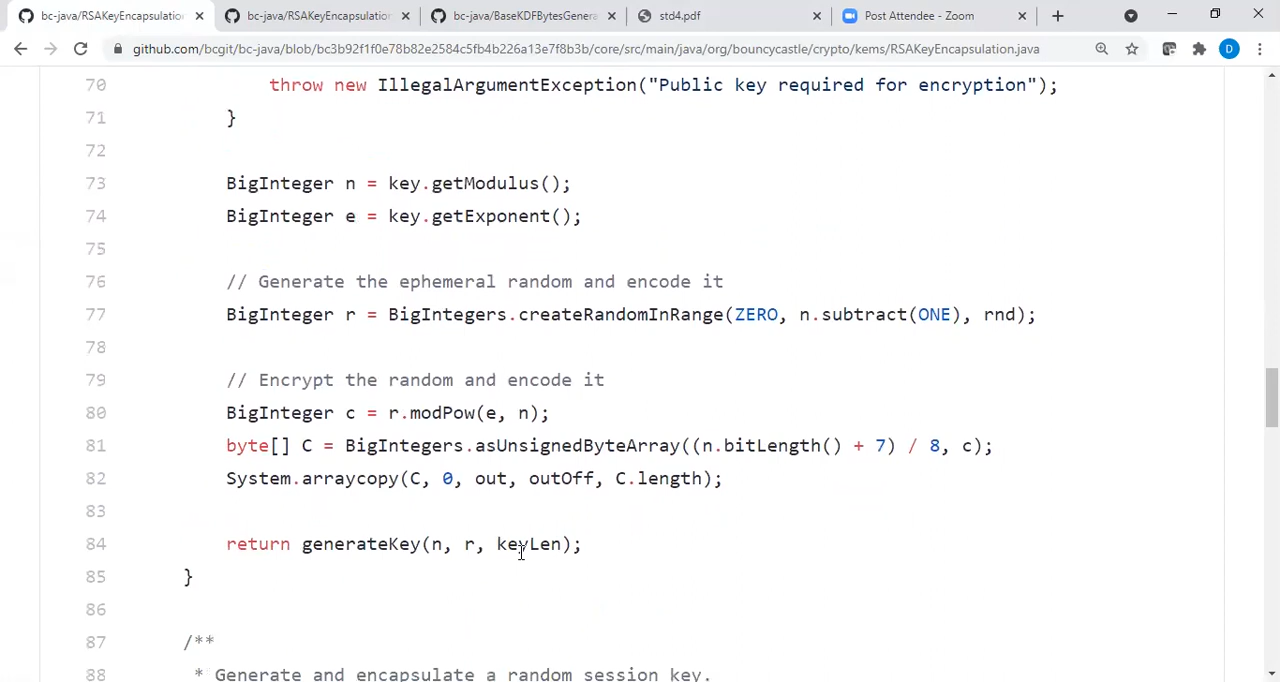 bc-java/RSAKeyEncapsulation
bc-java/RSAKeyEncapsulation
bc-java/BaseKDFBytesGenera
std4.pdf
Post Attendee - Zoom
github.com/bcgit/bc-java/blob/bc3b92f1f0e78b82e2584c5fb4b226a13e7f8b3b/core/src/main/java/org/bouncycastle/crypto/kems/RSAKeyEncapsulation.java
D
70 throw new IllegalArgumentException("Public key required for encryption");
71 }
72
73 BigInteger n = key.getModulus();
74 BigInteger e = key.getExponent();
75
76 // Generate the ephemeral random and encode it
77 BigInteger r = BigIntegers.createRandomInRange(ZERO, n.subtract(ONE), rnd);
78
79 // Encrypt the random and encode it
80 BigInteger c = r.modPow(e, n);
81 byte[] C = BigIntegers.asUnsignedByteArray((n.bitLength() + 7) / 8, c);
82 System.arraycopy(C, 0, out, outOff, C.length);
83
84 return generateKey(n, r, keyLen);
85 }
86
87 /**
88 * Generate and encapsulate a random session key.